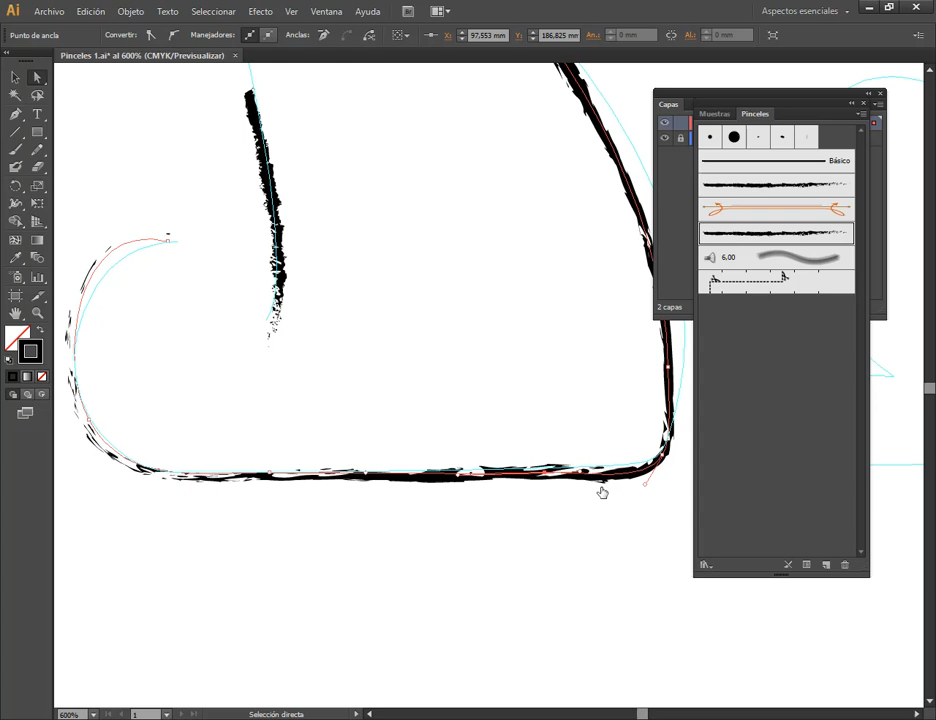 Ai Archivo Edición Objeto Texto Seleccionar Efecto Ver Ventana Ayuda Br Aspectos esenciales
Punto de ancla Convertir: Manejadores: Anclas: X: 97,553 mm Y: 186,825 mm An.: 0 mm AL: 0 mm
Pinceles 1.ai* al 600% (CMYK/Previsualizar) ×
Capas
Muestras Pinceles
Básico
6,00
2 capas
600% 1 Selección directa